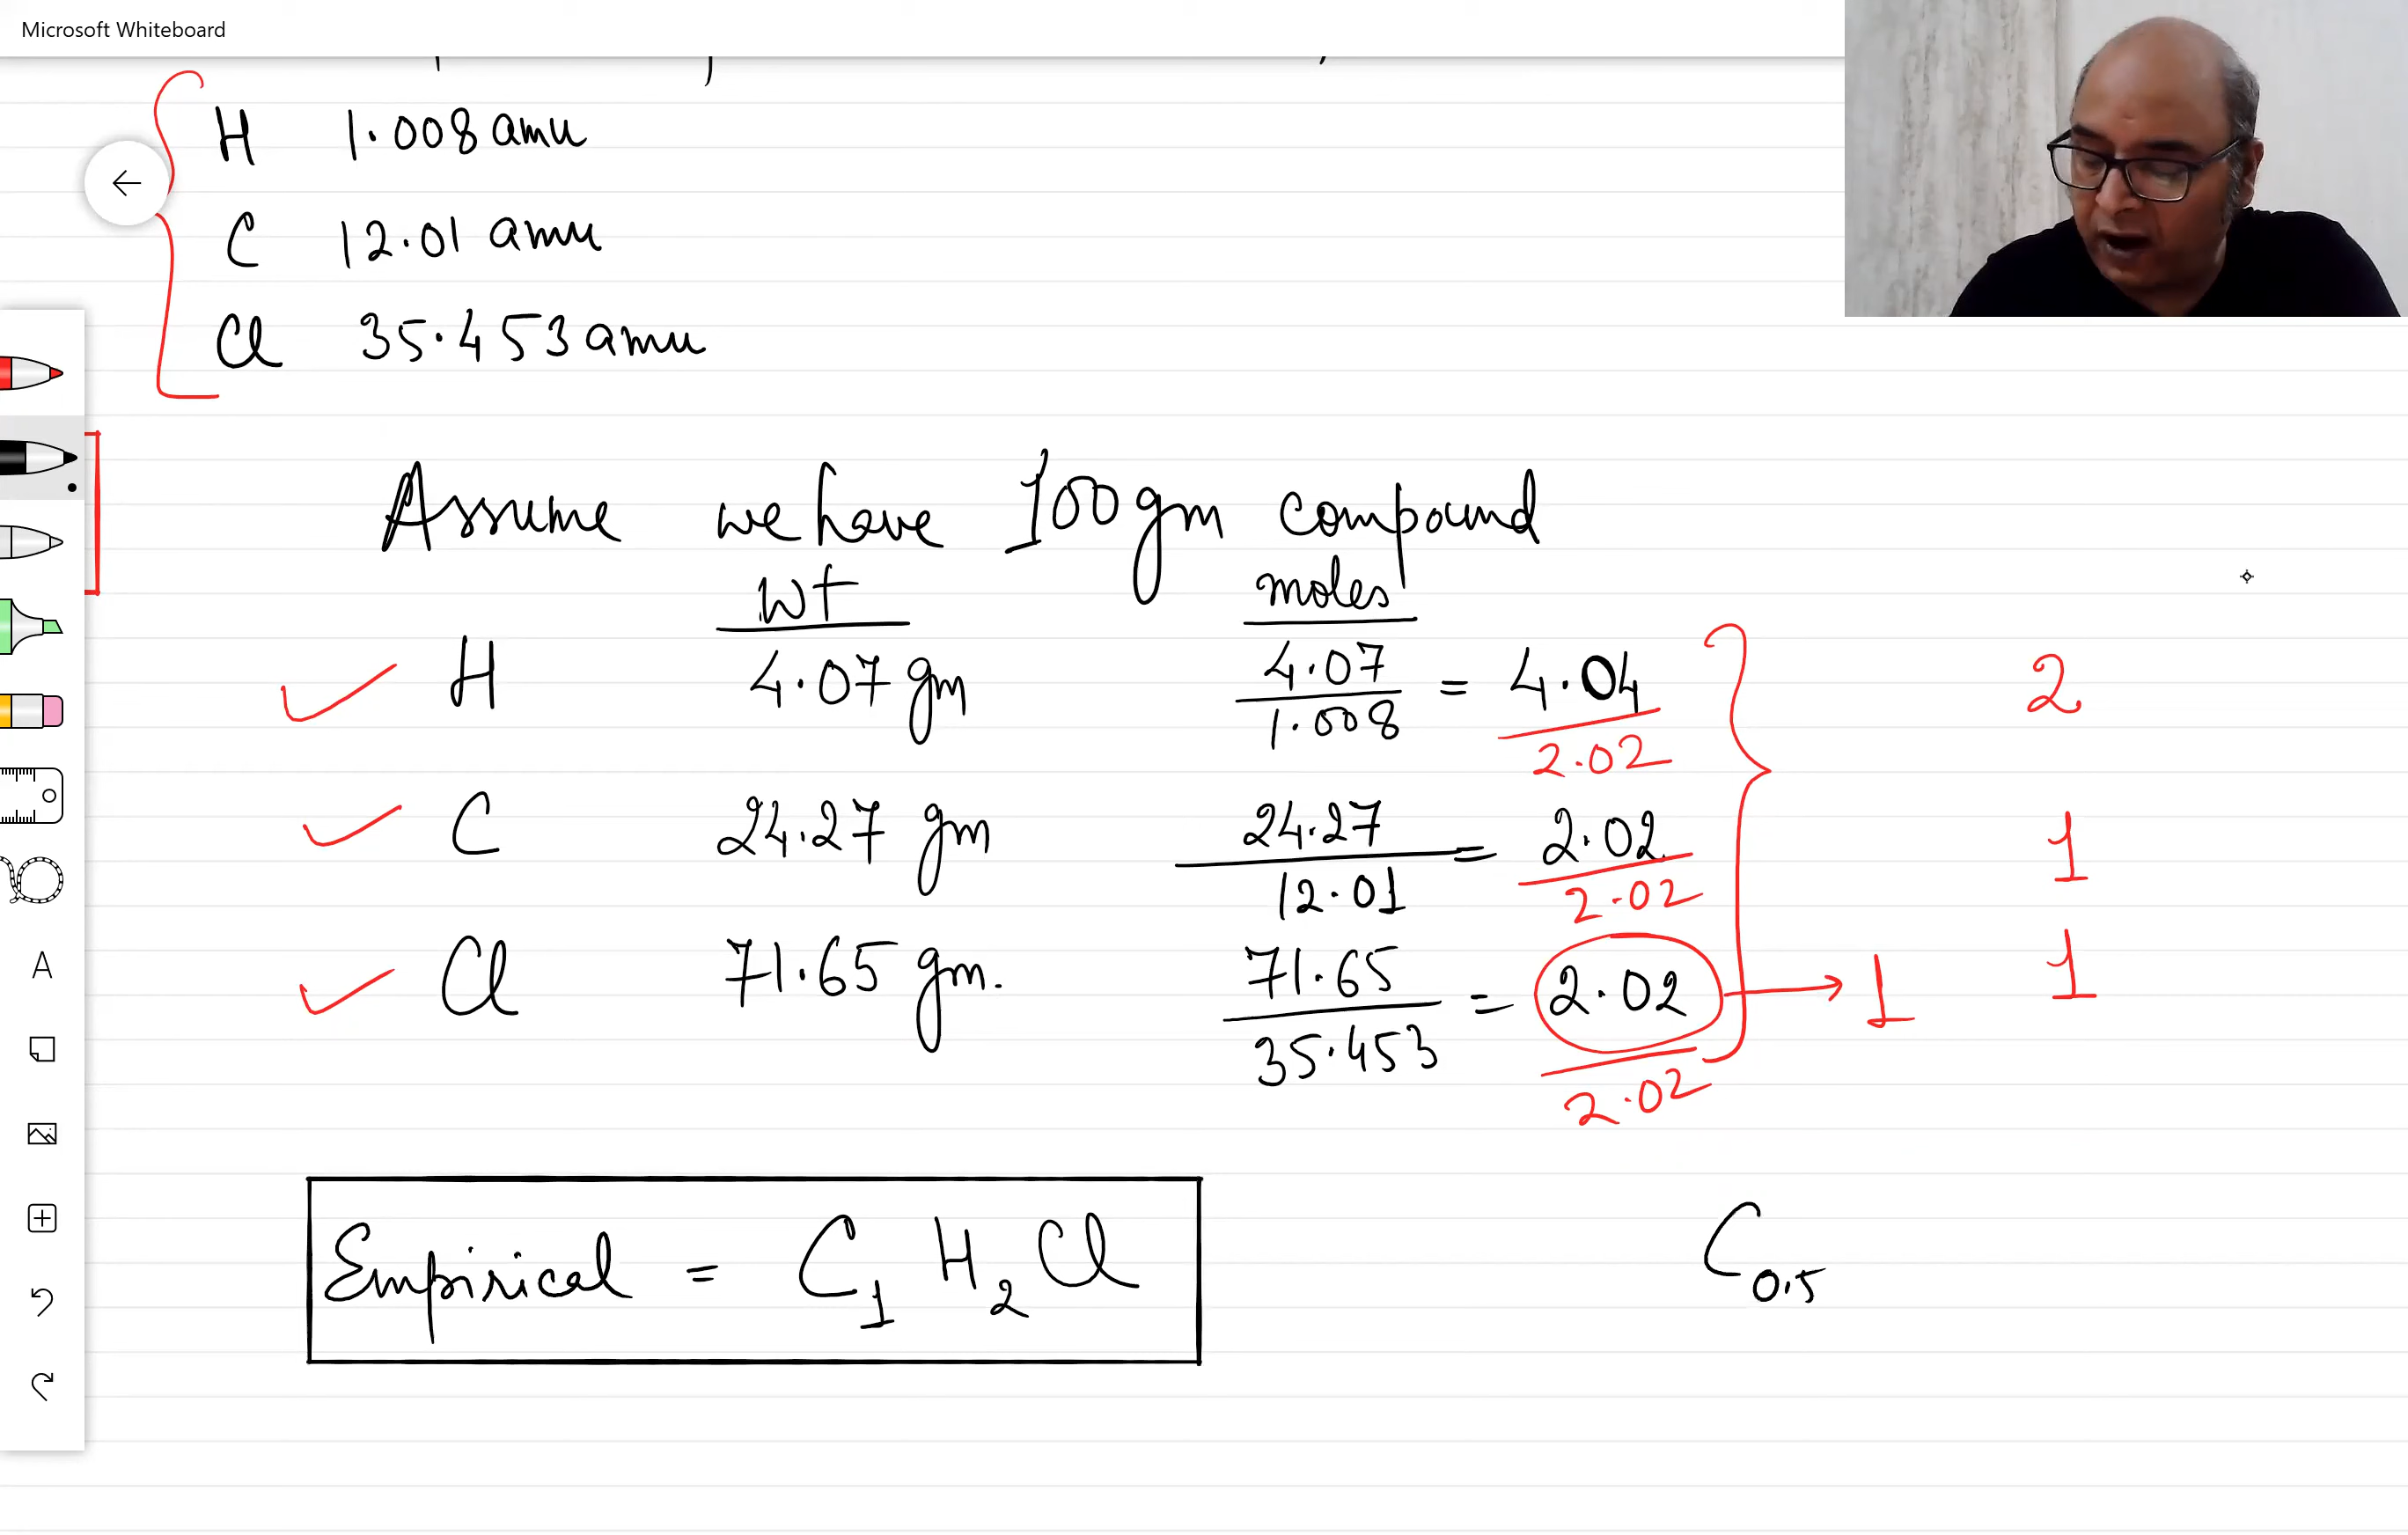 Microsoft Whiteboard
H 1.008 amu
C 12.01 amu
Cl 35.453 amu
Assume we have 100gm compound
wt moles
H 4.07 gm 4.07/1.008 = 4.04/2.02 2
C 24.27 gm 24.27/12.01 = 2.02/2.02 1
Cl 71.65 gm. 71.65/35.453 = 2.02/2.02 → 1 1
Empirical = C₁ H₂ Cl
C₀.₅
A